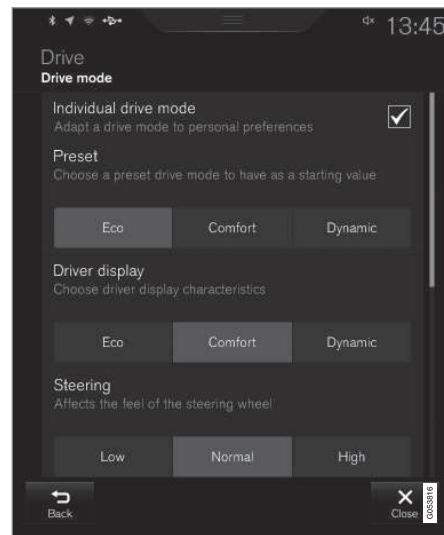 13:45
Drive
Drive mode
Individual drive mode
Adapt a drive mode to personal preferences
Preset
Choose a preset drive mode to have as a starting value
Eco Comfort Dynamic
Driver display
Choose driver display characteristics
Eco Comfort Dynamic
Steering
Affects the feel of the steering wheel
Low Normal High
Back Close
G053816